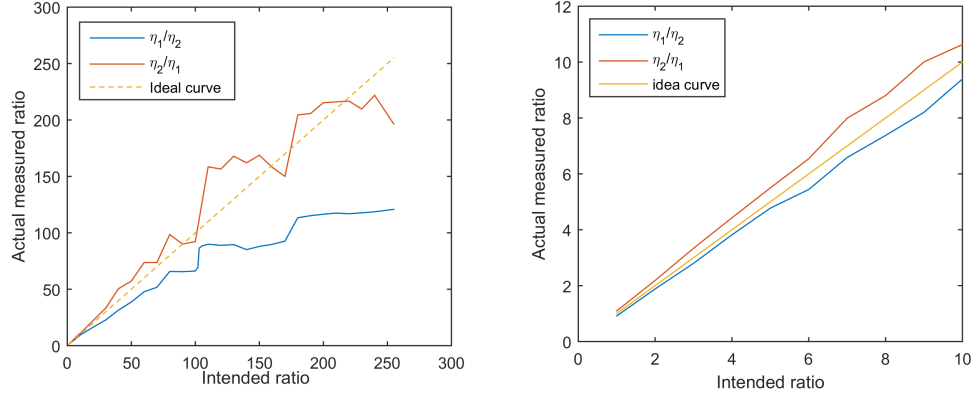 300
250
200
150
100
50
0
0 50 100 150 200 250 300
Actual measured ratio
Intended ratio
η1/η2
η2/η1
Ideal curve
12
10
8
6
4
2
0
0 2 4 6 8 10
Actual measured ratio
Intended ratio
η1/η2
η2/η1
idea curve